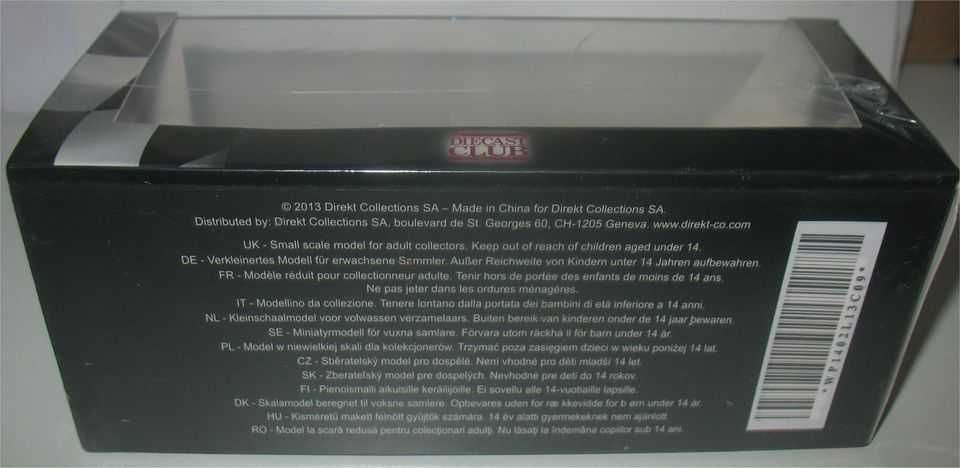 DIECAST
CLUB
© 2013 Direkt Collections SA – Made in China for Direkt Collections SA.
Distributed by: Direkt Collections SA, boulevard de St. Georges 60, CH-1205 Geneva. www.direkt-co.com
UK - Small scale model for adult collectors. Keep out of reach of children aged under 14.
DE - Verkleinertes Modell für erwachsene Sammler. Außer Reichweite von Kindern unter 14 Jahren aufbewahren.
FR - Modèle réduit pour collectionneur adulte. Tenir hors de portée des enfants de moins de 14 ans.
Ne pas jeter dans les ordures ménagères.
IT - Modellino da collezione. Tenere lontano dalla portata dei bambini di età inferiore a 14 anni.
NL - Kleinschaalmodel voor volwassen verzamelaars. Buiten bereik van kinderen onder de 14 jaar bewaren.
SE - Miniatyrmodell för vuxna samlare. Förvara utom räckhå ll för barn under 14 år.
PL - Model w niewielkiej skali dla kolekcjonerów. Trzymać poza zasięgiem dzieci w wieku poniżej 14 lat.
CZ - Sběratelský model pro dospělé. Není vhodné pro děti mladší 14 let.
SK - Zberateľský model pre dospelých. Nevhodné pre deti do 14 rokov.
FI - Pienoismalli aikuisille keräilijöille. Ei sovellu alle 14-vuotiaille lapsille.
DK - Skalamodel beregnet til voksne samlere. Opbevares uden for ræ kkevidde for b ørn under 14 år.
HU - Kisméretű makett felnőtt gyűjtők számára. 14 év alatti gyermekeknek nem ajánlott.
RO - Model la scară redusă pentru colecționari adulți. Nu lăsați la îndemâna copiilor sub 14 ani.
*WP1402L13C09*